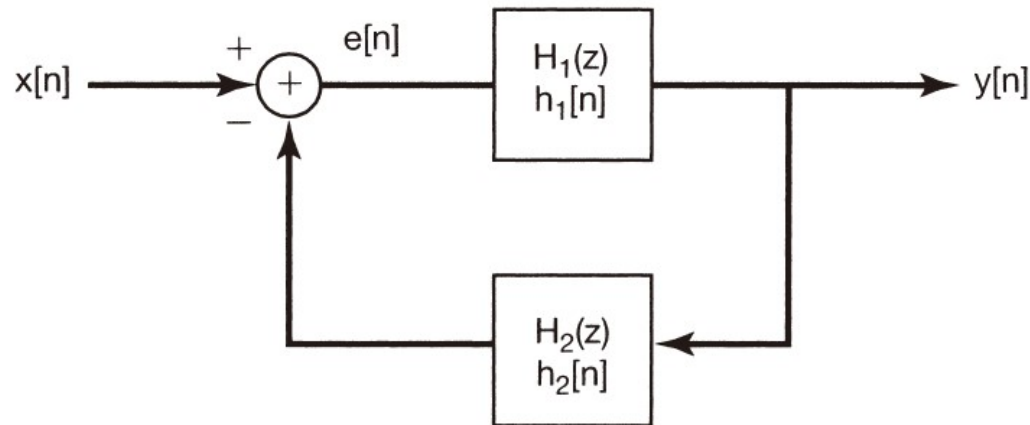 +
e[n]
x[n]
+
−
H₁(z)
h₁[n]
y[n]
H₂(z)
h₂[n]